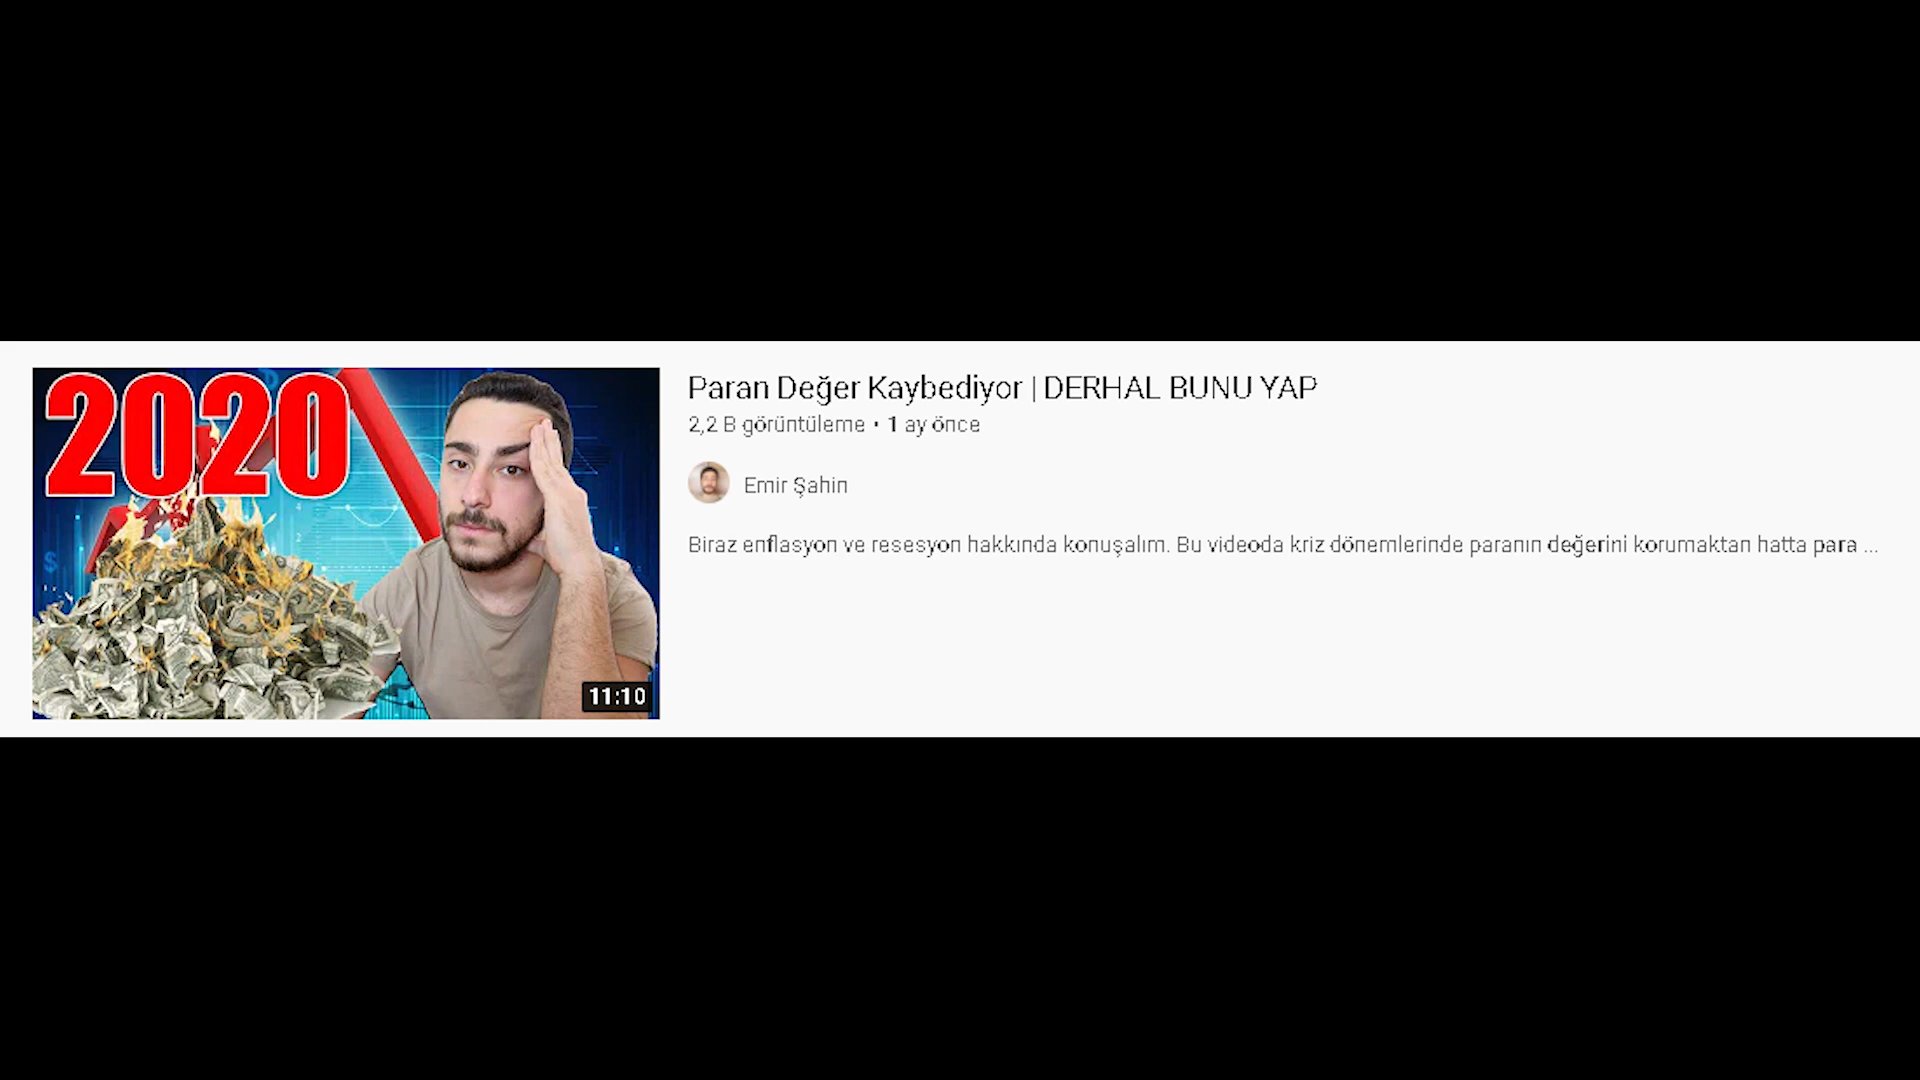 2020
11:10
Paran Değer Kaybediyor | DERHAL BUNU YAP
2,2 B görüntüleme • 1 ay önce
Emir Şahin
Biraz enflasyon ve resesyon hakkında konuşalım. Bu videoda kriz dönemlerinde paranın değerini korumaktan hatta para ...